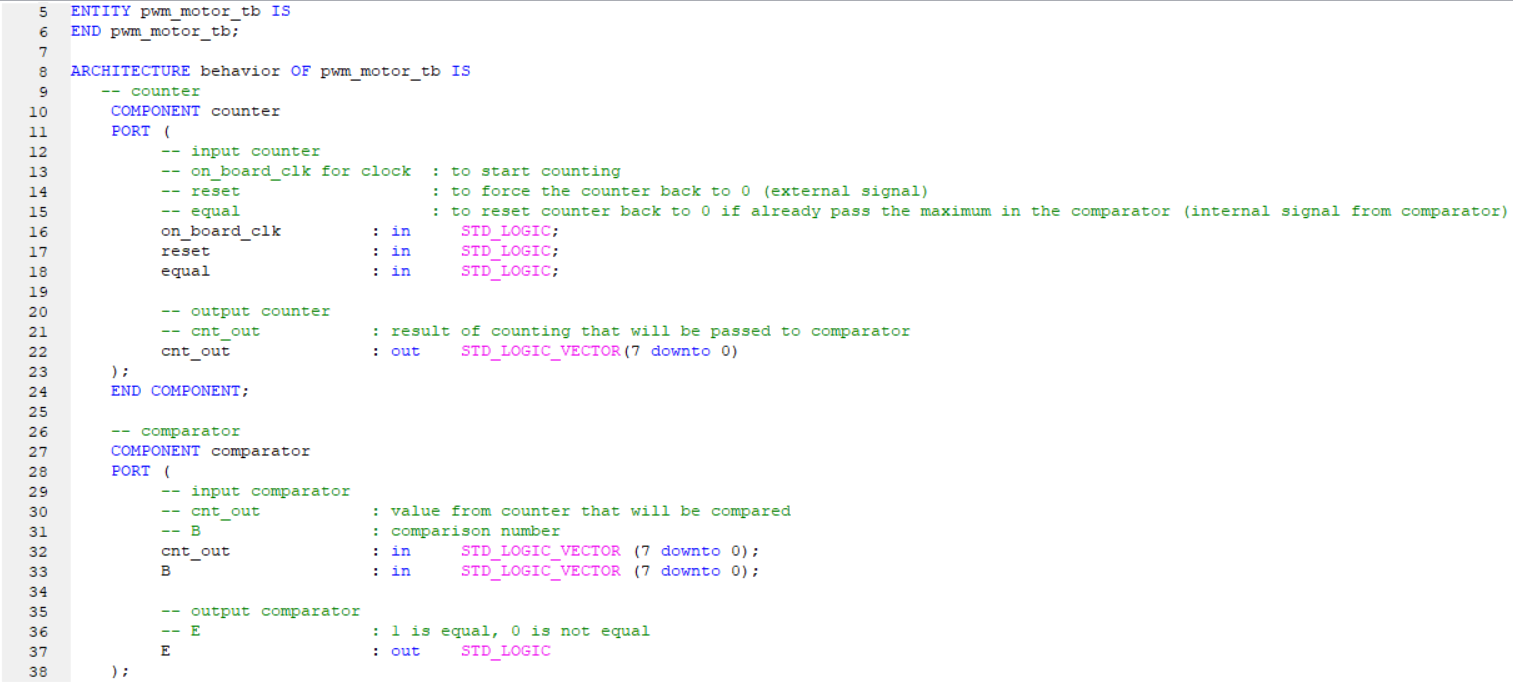 5 ENTITY pwm_motor_tb IS
6 END pwm_motor_tb;
7
8 ARCHITECTURE behavior OF pwm_motor_tb IS
9 -- counter
10 COMPONENT counter
11 PORT (
12 -- input counter
13 -- on_board_clk for clock : to start counting
14 -- reset : to force the counter back to 0 (external signal)
15 -- equal : to reset counter back to 0 if already pass the maximum in the comparator (internal signal from comparator)
16 on_board_clk : in STD_LOGIC;
17 reset : in STD_LOGIC;
18 equal : in STD_LOGIC;
19
20 -- output counter
21 -- cnt_out : result of counting that will be passed to comparator
22 cnt_out : out STD_LOGIC_VECTOR(7 downto 0)
23 );
24 END COMPONENT;
25
26 -- comparator
27 COMPONENT comparator
28 PORT (
29 -- input comparator
30 -- cnt_out : value from counter that will be compared
31 -- B : comparison number
32 cnt_out : in STD_LOGIC_VECTOR (7 downto 0);
33 B : in STD_LOGIC_VECTOR (7 downto 0);
34
35 -- output comparator
36 -- E : 1 is equal, 0 is not equal
37 E : out STD_LOGIC
38 );